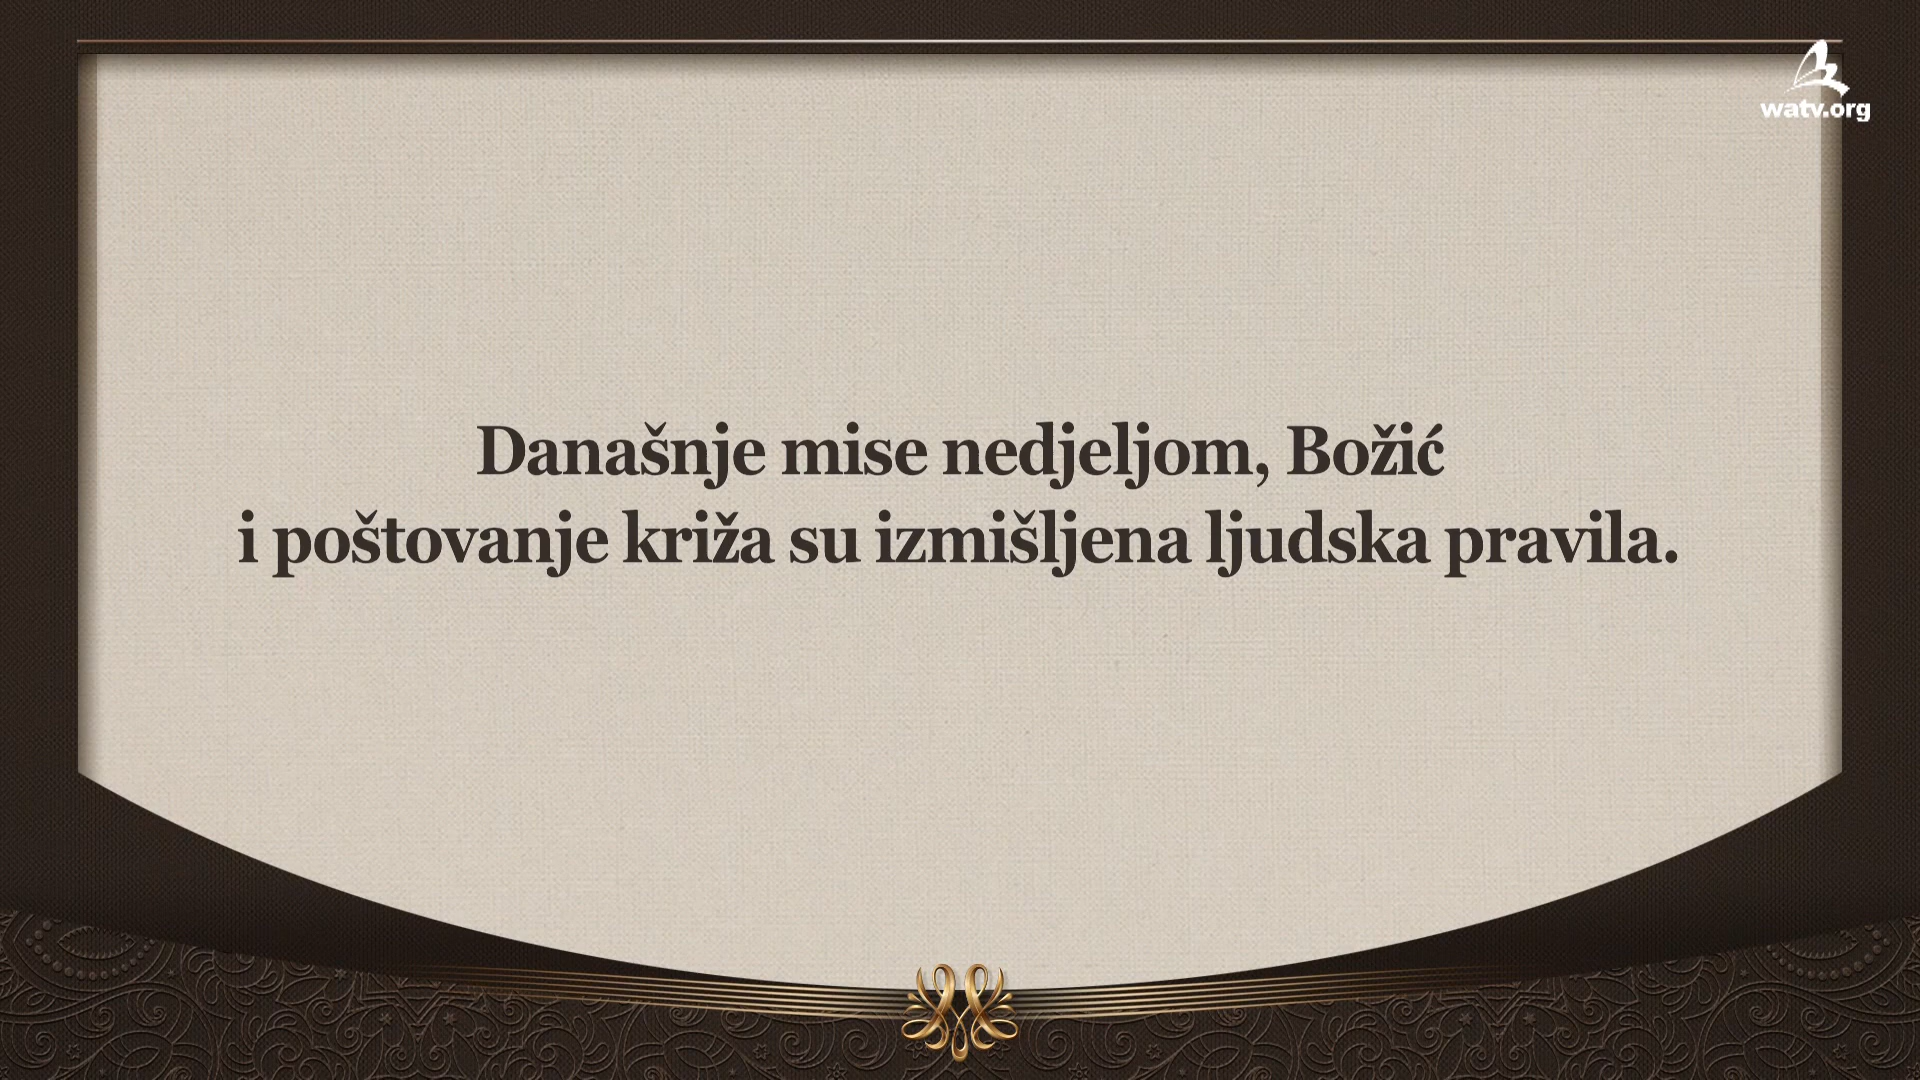 watv.org
Današnje mise nedjeljom, Božić
i poštovanje križa su izmišljena ljudska pravila.